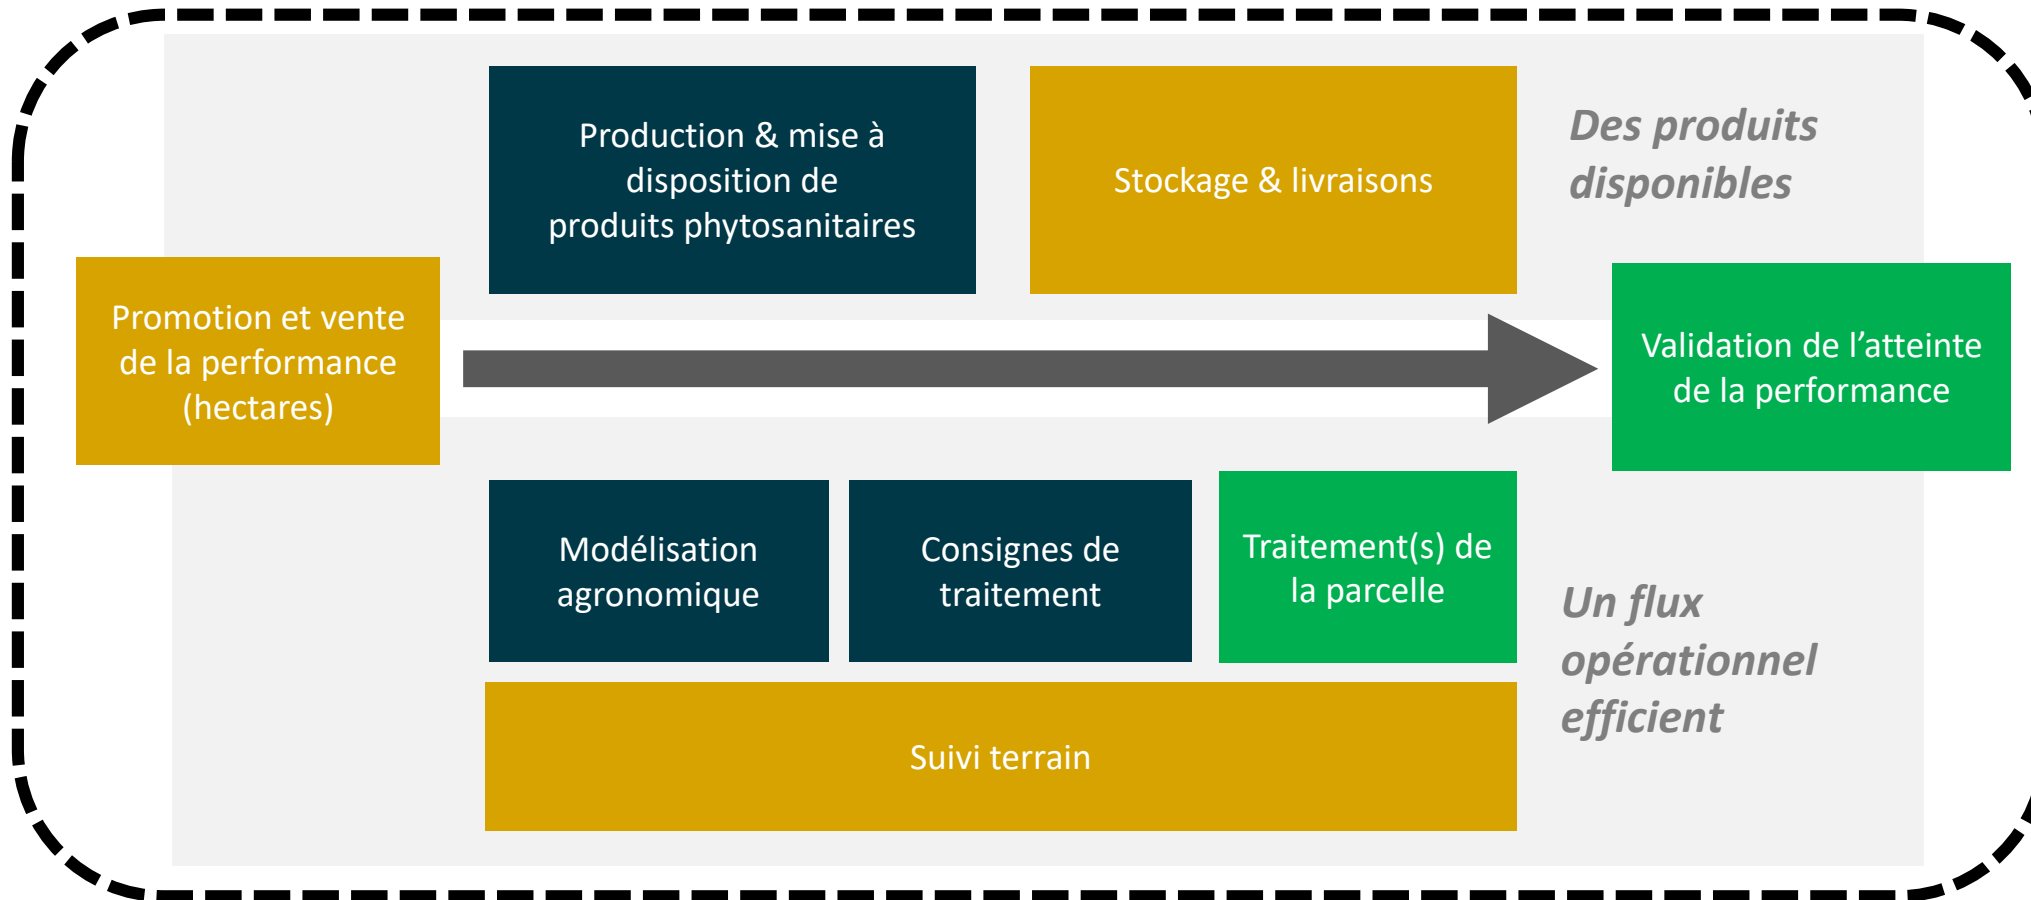 Production & mise à
disposition de
produits phytosanitaires
Stockage & livraisons
Des produits
disponibles
Promotion et vente
de la performance
(hectares)
Validation de l’atteinte
de la performance
Modélisation
agronomique
Consignes de
traitement
Traitement(s) de
la parcelle
Un flux
opérationnel
efficient
Suivi terrain